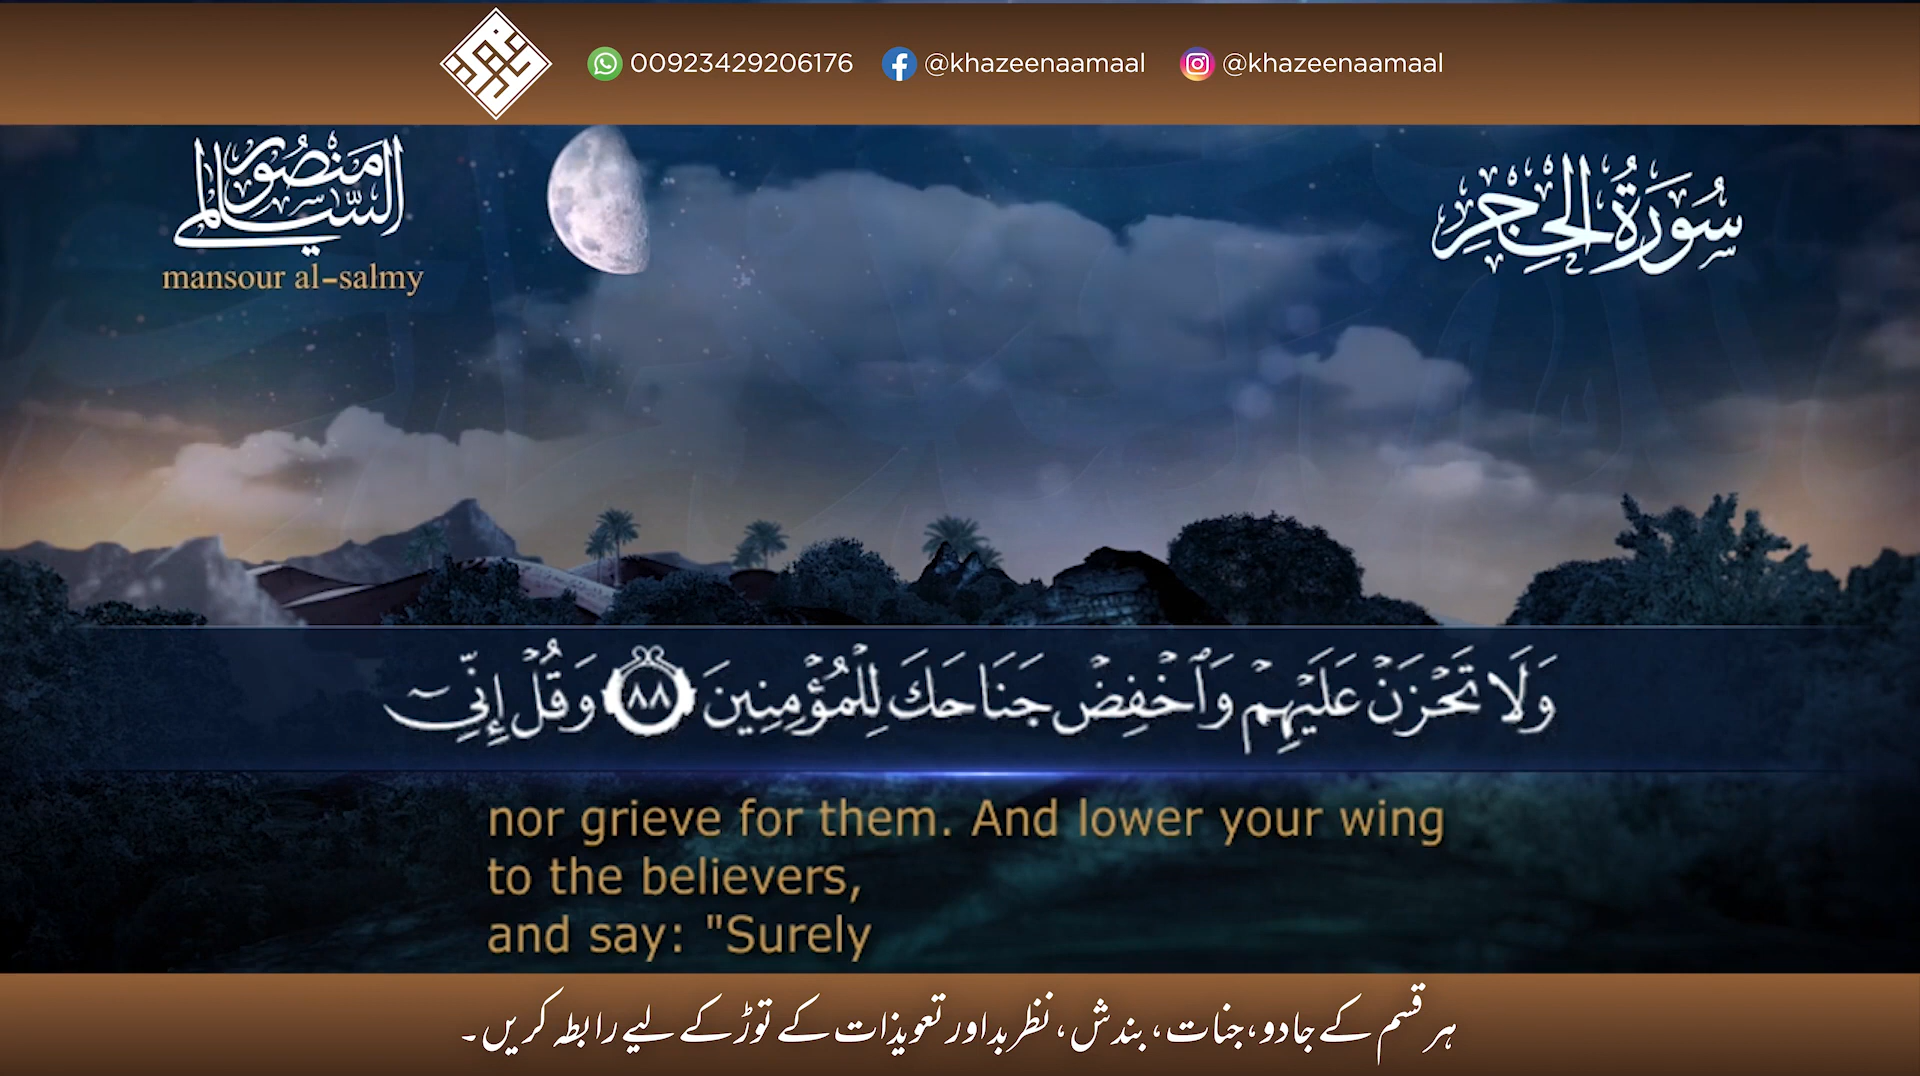 00923429206176 @khazeenaamaal @khazeenaamaal
منصور السالمي
mansour al-salmy
سُورَةُ الحِجْرِ
وَلَا تَحْزَنْ عَلَيْهِمْ وَٱخْفِضْ جَنَاحَكَ لِلْمُؤْمِنِينَ ٨٨ وَقُلْ إِنِّىٓ
nor grieve for them. And lower your wing
to the believers,
and say: "Surely
ہر قسم کے جادو، جنات، بندش، نظر بد اور تعویذات کے توڑ کے لیے رابطہ کریں۔